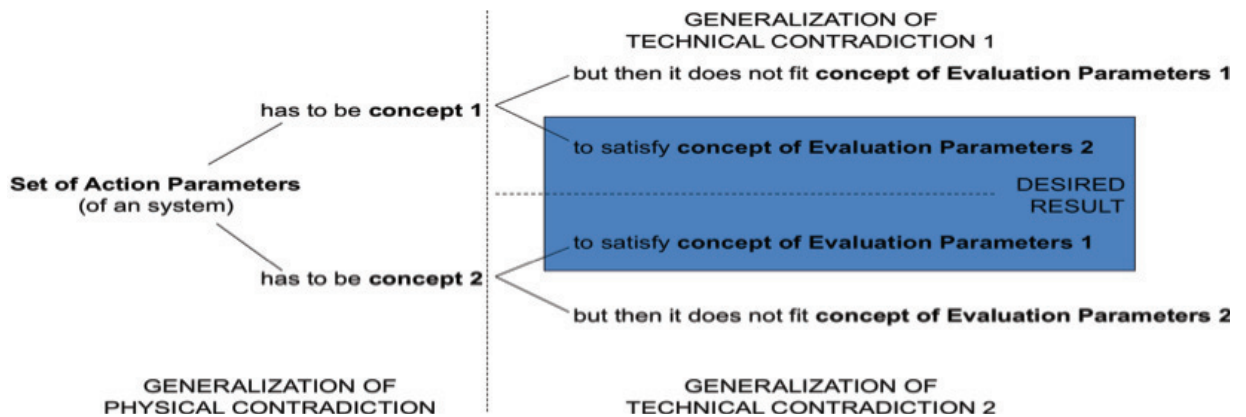 GENERALIZATION OF
TECHNICAL CONTRADICTION 1
but then it does not fit concept of Evaluation Parameters 1
has to be concept 1
to satisfy concept of Evaluation Parameters 2
Set of Action Parameters
(of an system)
DESIRED
RESULT
to satisfy concept of Evaluation Parameters 1
has to be concept 2
but then it does not fit concept of Evaluation Parameters 2
GENERALIZATION OF
PHYSICAL CONTRADICTION
GENERALIZATION OF
TECHNICAL CONTRADICTION 2